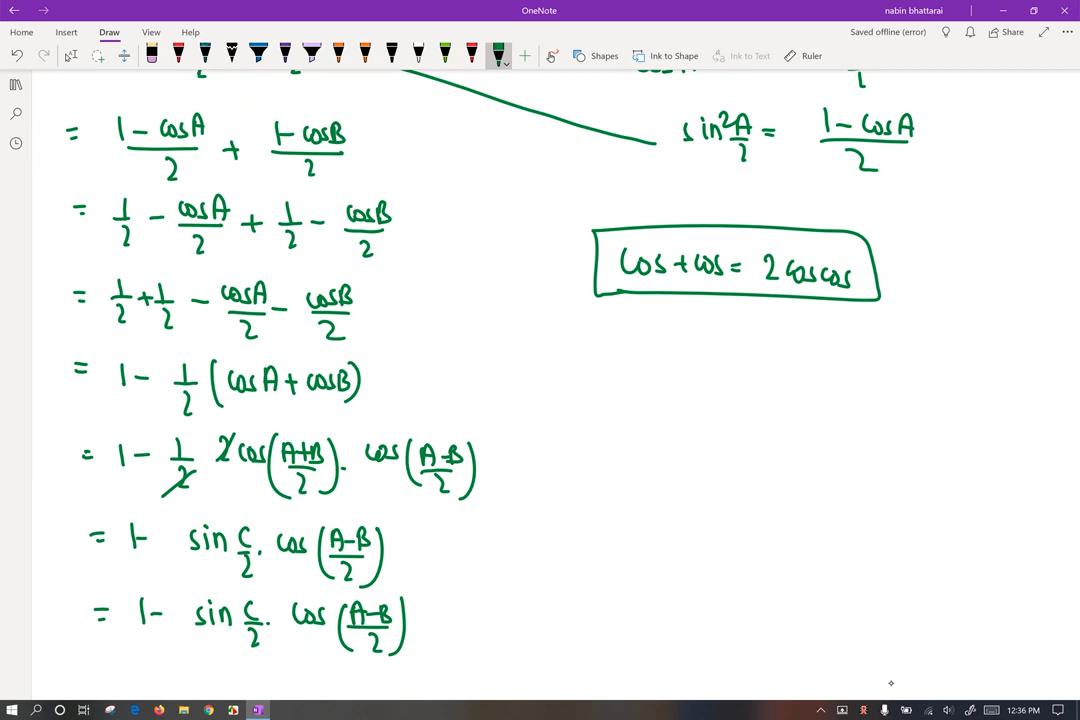 OneNote
nabin bhattarai
Home Insert Draw View Help
Saved offline (error) Share
Ink to Shape Ink to Text Shapes Ruler
= 1 - cosA/2 + 1 - cosB/2
sin²A/2 = 1 - cosA/2
= 1/2 - cosA/2 + 1/2 - cosB/2
cos + cos = 2 cos cos
= 1/2 + 1/2 - cosA/2 - cosB/2
= 1 - 1/2 (cosA + cosB)
= 1 - 1/2 2cos(A+B/2). cos(A-B/2)
= 1- sin C/2. cos(A-B/2)
= 1- sin C/2. cos(A-B/2)
12:36 PM